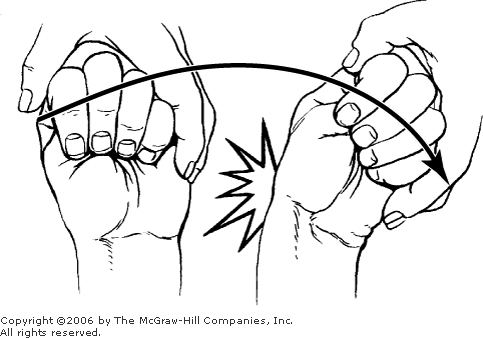 Copyright ©2006 by The McGraw-Hill Companies, Inc.
All rights reserved.